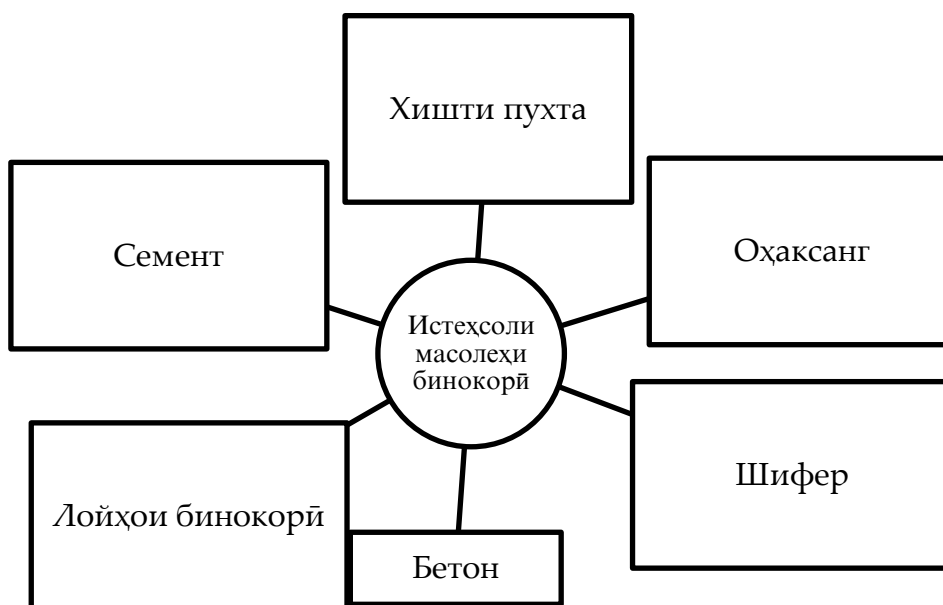 Хишти пухта
Семент
Оҳаксанг
Истеҳсоли
масолеҳи
бинокорӣ
Лойҳои бинокорӣ
Шифер
Бетон